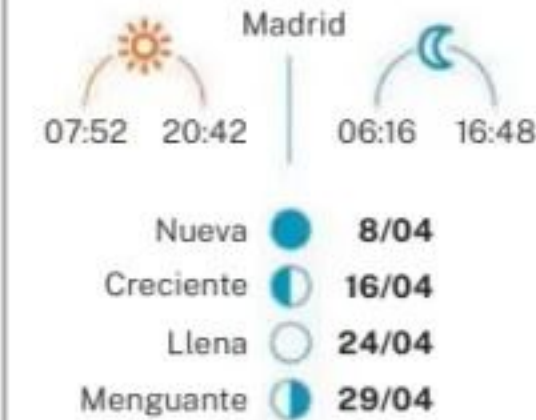 Madrid
07:52 20:42 06:16 16:48
Nueva 8/04
Creciente 16/04
Llena 24/04
Menguante 29/04